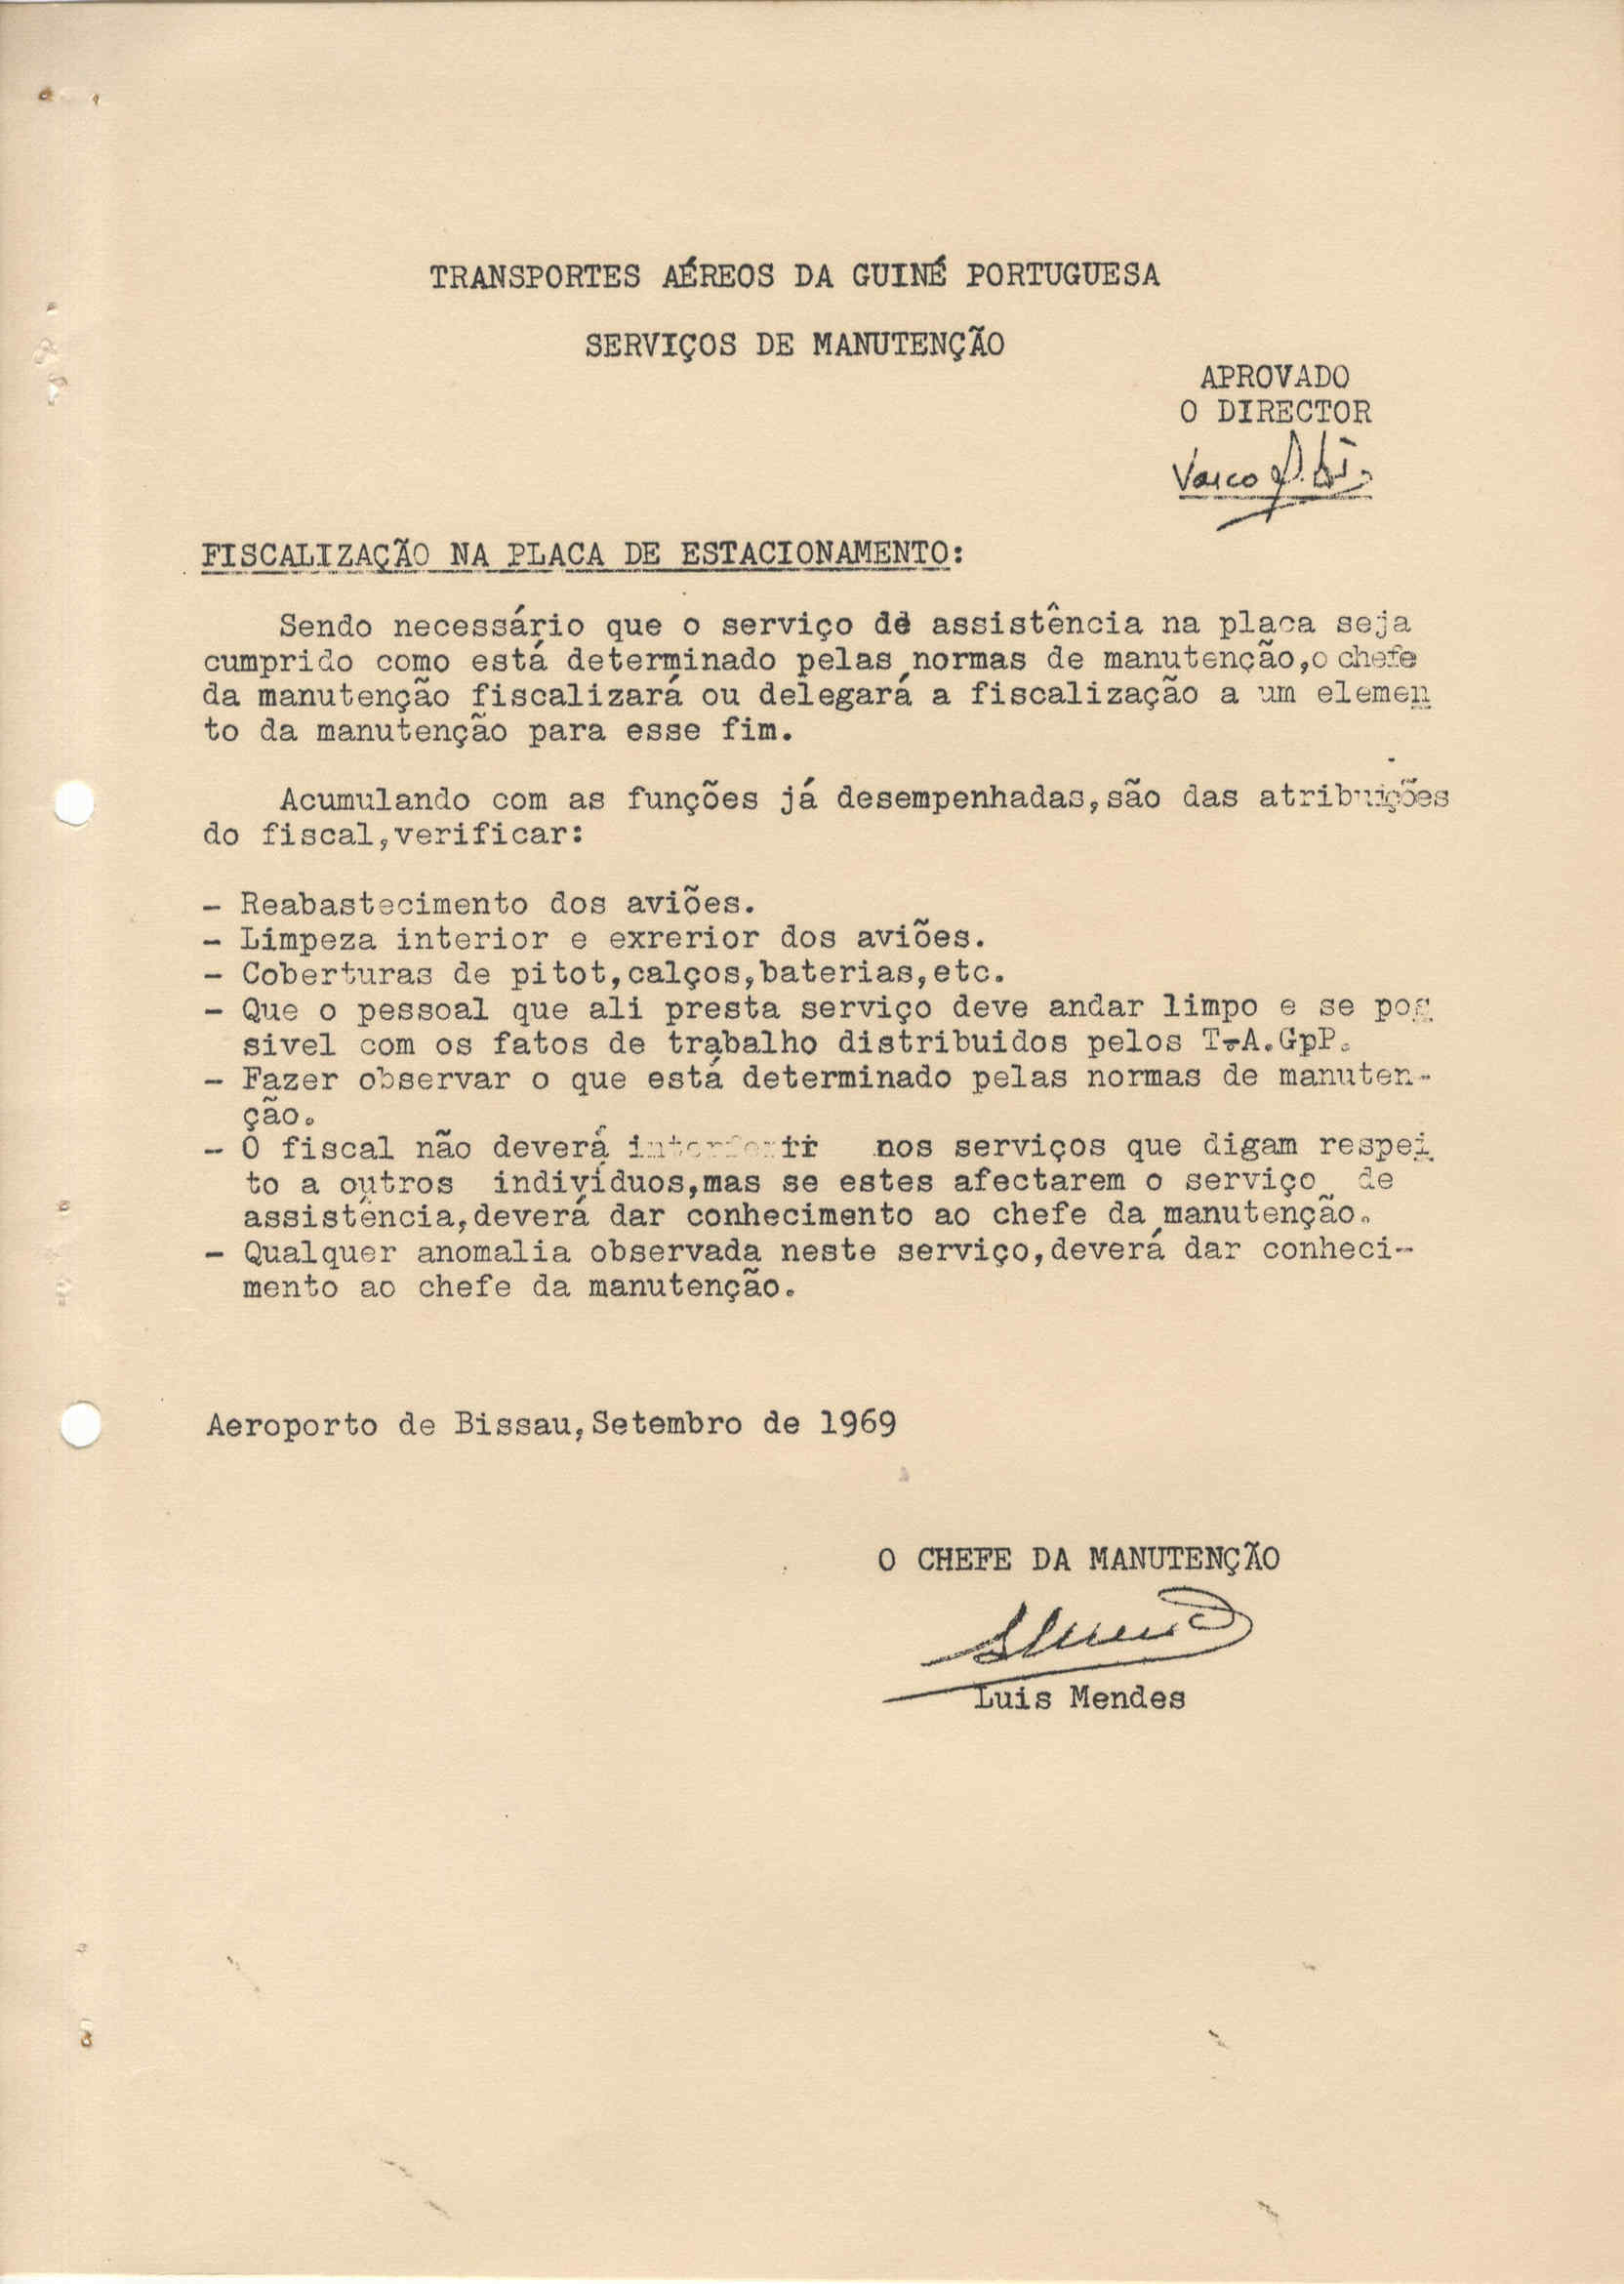 TRANSPORTES AÉREOS DA GUINÉ PORTUGUESA
SERVIÇOS DE MANUTENÇÃO
APROVADO
O DIRECTOR
Vasco
FISCALIZAÇÃO NA PLACA DE ESTACIONAMENTO:
Sendo necessário que o serviço de assistência na placa seja
cumprido como está determinado pelas normas de manutenção,o chefe
da manutenção fiscalizará ou delegará a fiscalização a um elemen
to da manutenção para esse fim.
Acumulando com as funções já desempenhadas,são das atribuições
do fiscal,verificar:
- Reabastecimento dos aviões.
- Limpeza interior e exrerior dos aviões.
- Coberturas de pitot,calços,baterias,etc.
- Que o pessoal que ali presta serviço deve andar limpo e se pos
sivel com os fatos de trabalho distribuidos pelos T.A.GpP.
- Fazer observar o que está determinado pelas normas de manuten-
ção.
- O fiscal não deverá interferir nos serviços que digam respei
to a outros indivíduos,mas se estes afectarem o serviço de
assistência,deverá dar conhecimento ao chefe da manutenção.
- Qualquer anomalia observada neste serviço,deverá dar conheci-
mento ao chefe da manutenção.
Aeroporto de Bissau,Setembro de 1969
O CHEFE DA MANUTENÇÃO
Luis Mendes